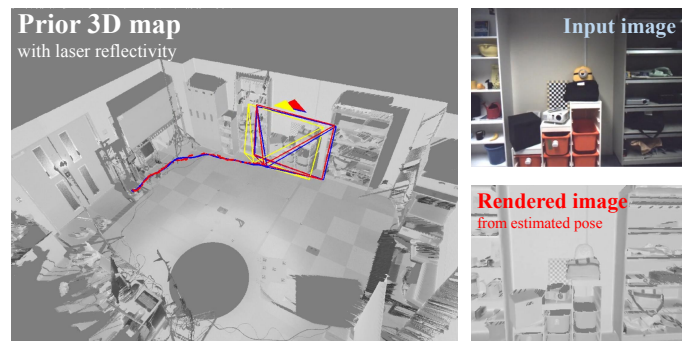 Prior 3D map
with laser reflectivity
Input image
Rendered image
from estimated pose